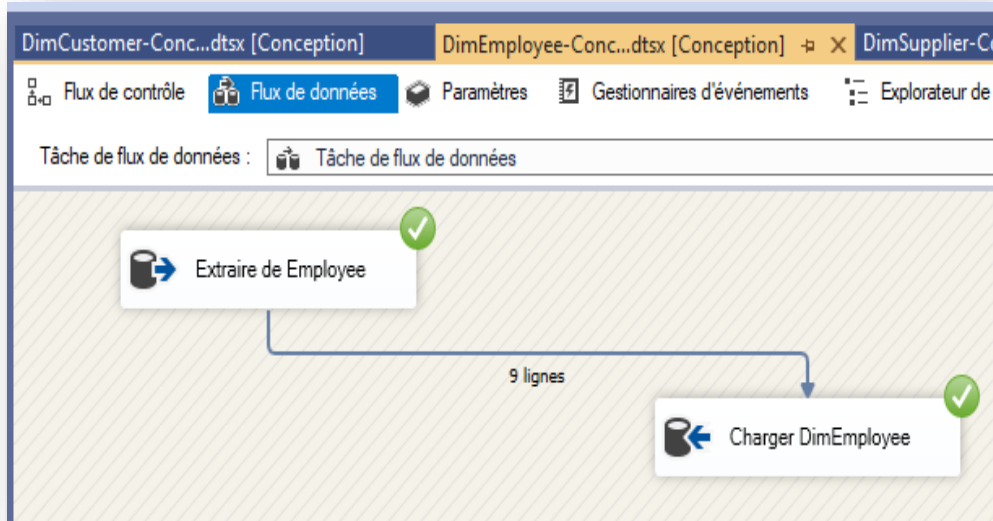 DimCustomer-Conc...dtsx [Conception]
DimEmployee-Conc...dtsx [Conception]
DimSupplier-C
Flux de contrôle
Flux de données
Paramètres
Gestionnaires d'événements
Explorateur de
Tâche de flux de données :
Tâche de flux de données
Extraire de Employee
9 lignes
Charger DimEmployee